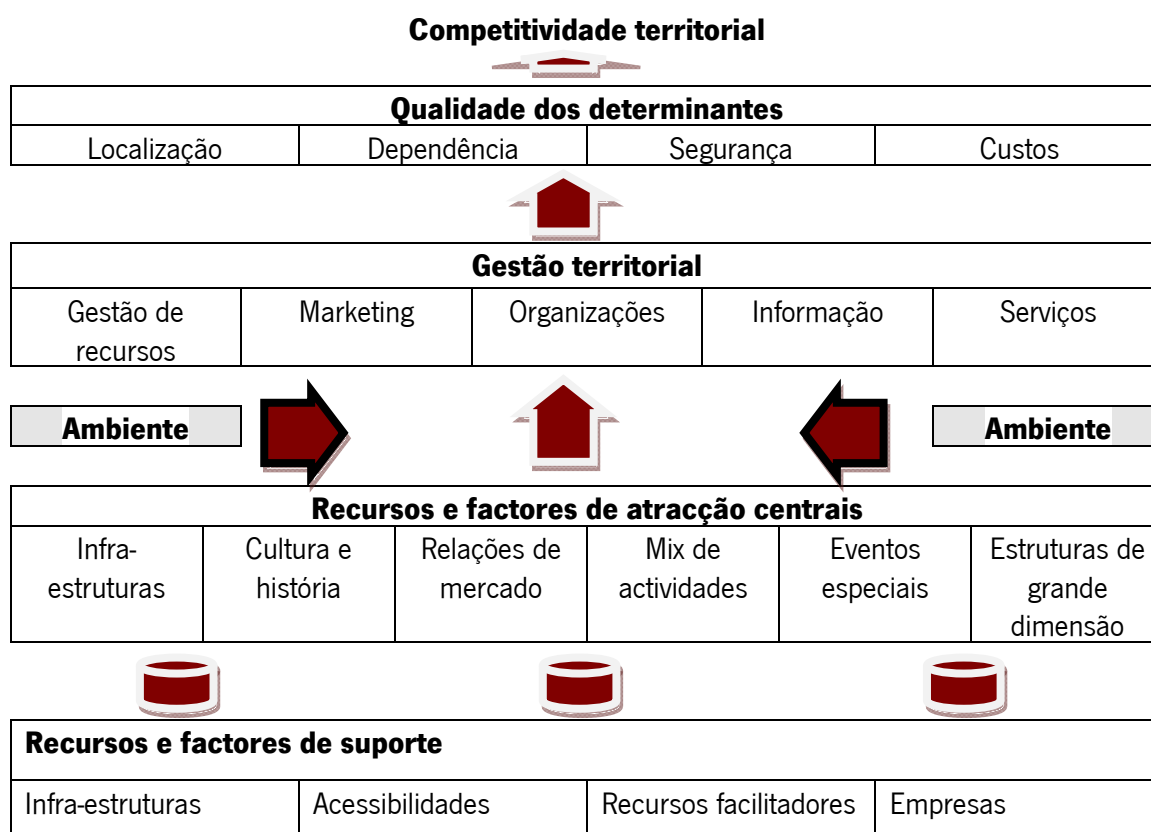 Competitividade territorial
Qualidade dos determinantes
Localização Dependência Segurança Custos
Gestão territorial
Gestão de recursos Marketing Organizações Informação Serviços
Ambiente Ambiente
Recursos e factores de atracção centrais
Infra-estruturas Cultura e história Relações de mercado Mix de actividades Eventos especiais Estruturas de grande dimensão
Recursos e factores de suporte
Infra-estruturas Acessibilidades Recursos facilitadores Empresas